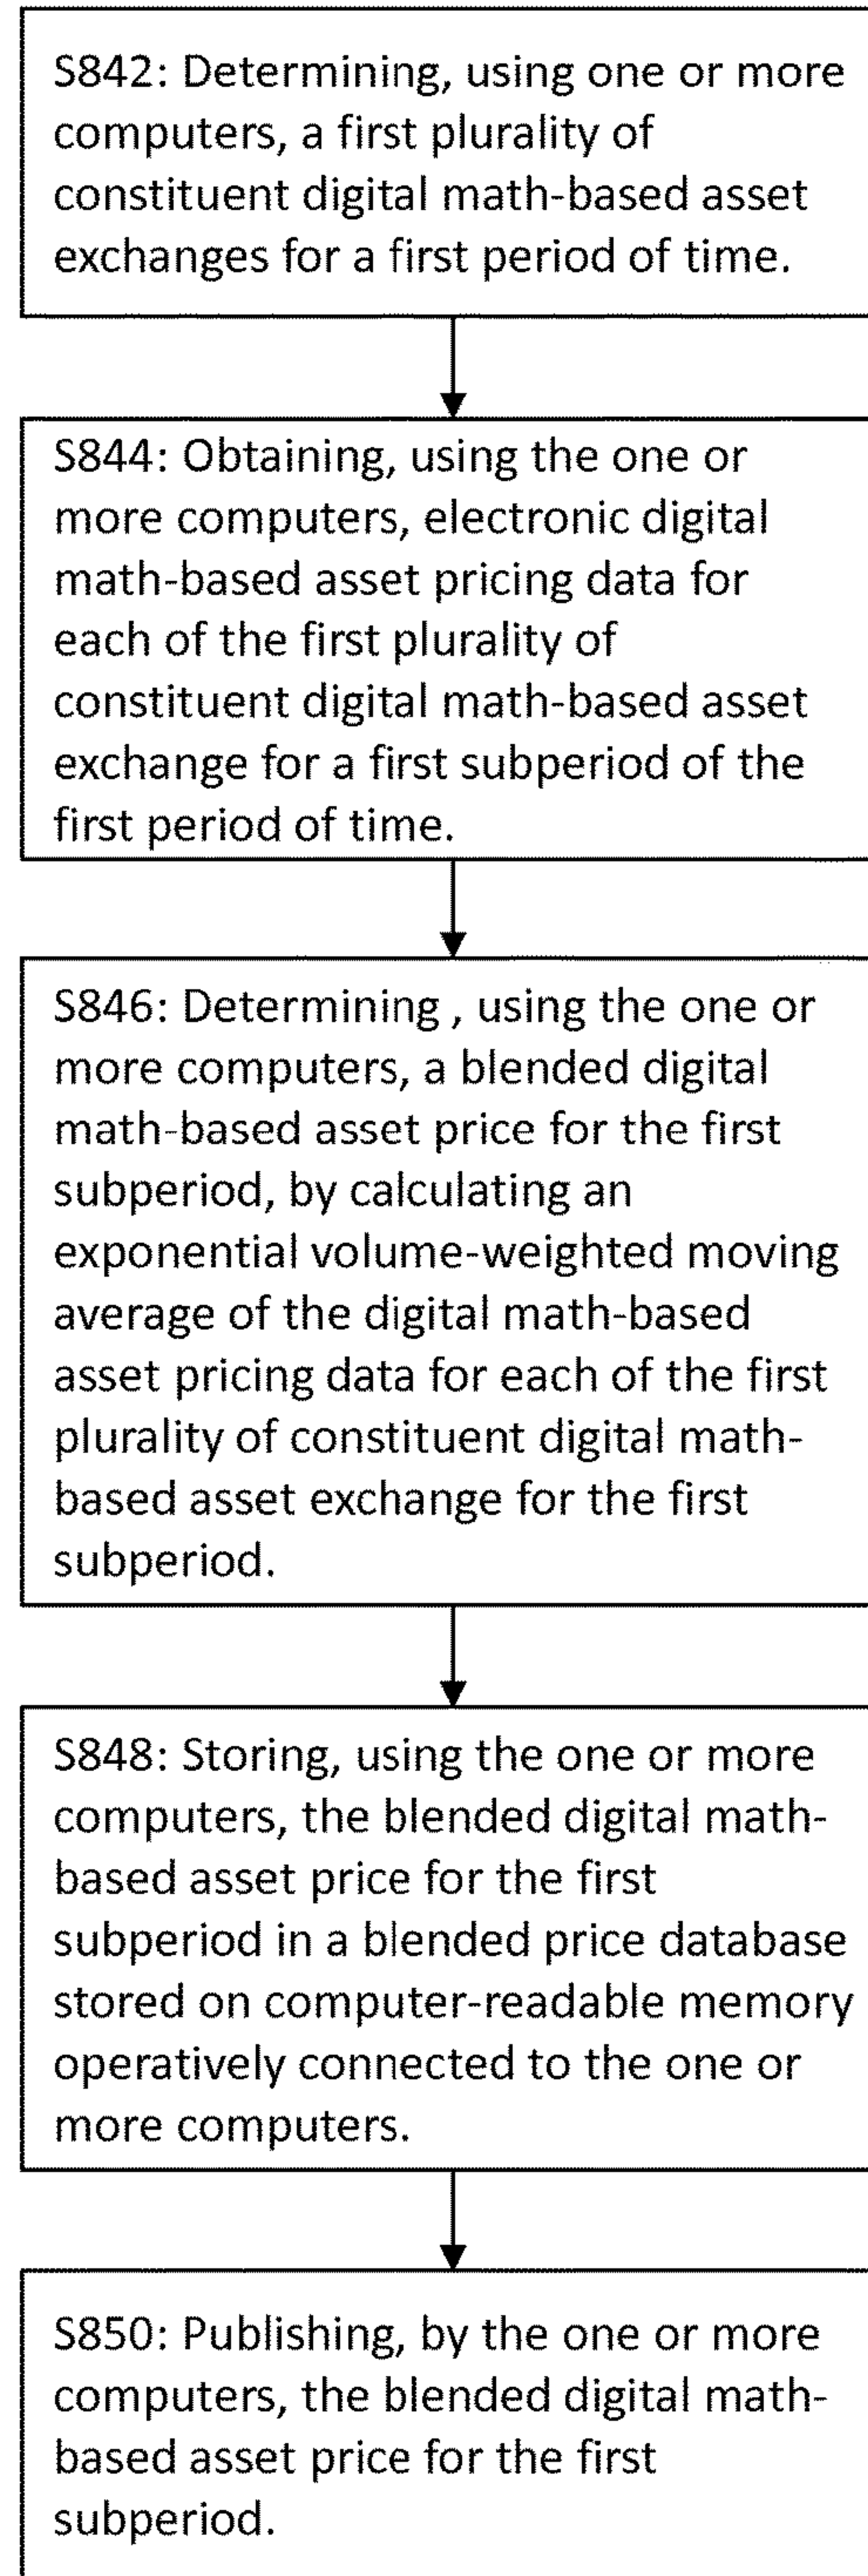 S842: Determining, using one or more
computers, a first plurality of
constituent digital math-based asset
exchanges for a first period of time.
S844: Obtaining, using the one or
more computers, electronic digital
math-based asset pricing data for
each of the first plurality of
constituent digital math-based asset
exchange for a first subperiod of the
first period of time.
S846: Determining , using the one or
more computers, a blended digital
math-based asset price for the first
subperiod, by calculating an
exponential volume-weighted moving
average of the digital math-based
asset pricing data for each of the first
plurality of constituent digital math-
based asset exchange for the first
subperiod.
S848: Storing, using the one or more
computers, the blended digital math-
based asset price for the first
subperiod in a blended price database
stored on computer-readable memory
operatively connected to the one or
more computers.
S850: Publishing, by the one or more
computers, the blended digital math-
based asset price for the first
subperiod.